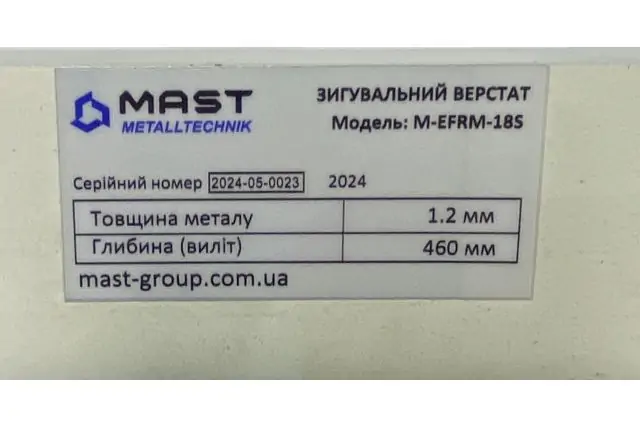 MAST
METALLTECHNIK
ЗИГУВАЛЬНИЙ ВЕРСТАТ
Модель: M-EFRM-18S
Серійний номер 2024-05-0023 2024
Товщина металу 1.2 мм
Глибина (виліт) 460 мм
mast-group.com.ua